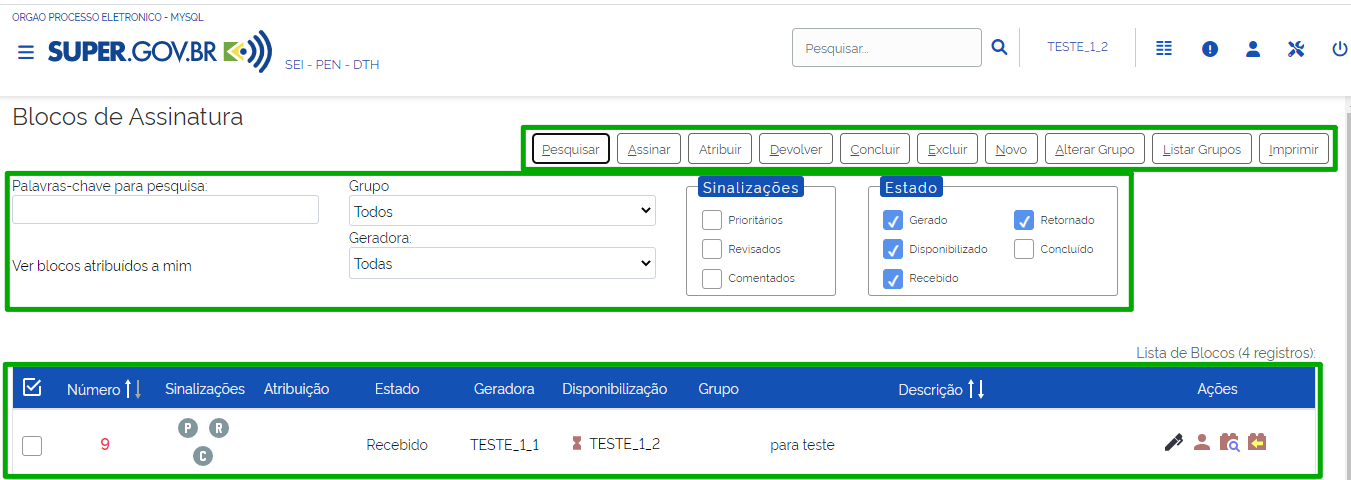 ORGAO PROCESSO ELETRONICO - MYSQL
SUPER.GOV.BR
SEI - PEN - DTH
Pesquisar...
TESTE_1_2
Blocos de Assinatura
Pesquisar Assinar Atribuir Devolver Concluir Excluir Novo Alterar Grupo Listar Grupos Imprimir
Palavras-chave para pesquisa:
Ver blocos atribuídos a mim
Grupo
Todos
Geradora:
Todas
Sinalizações
Prioritários
Revisados
Comentados
Estado
Gerado Retornado
Disponibilizado Concluído
Recebido
Lista de Blocos (4 registros):
Número Sinalizações Atribuição Estado Geradora Disponibilização Grupo Descrição Ações
9 P R C Recebido TESTE_1_1 TESTE_1_2 para teste